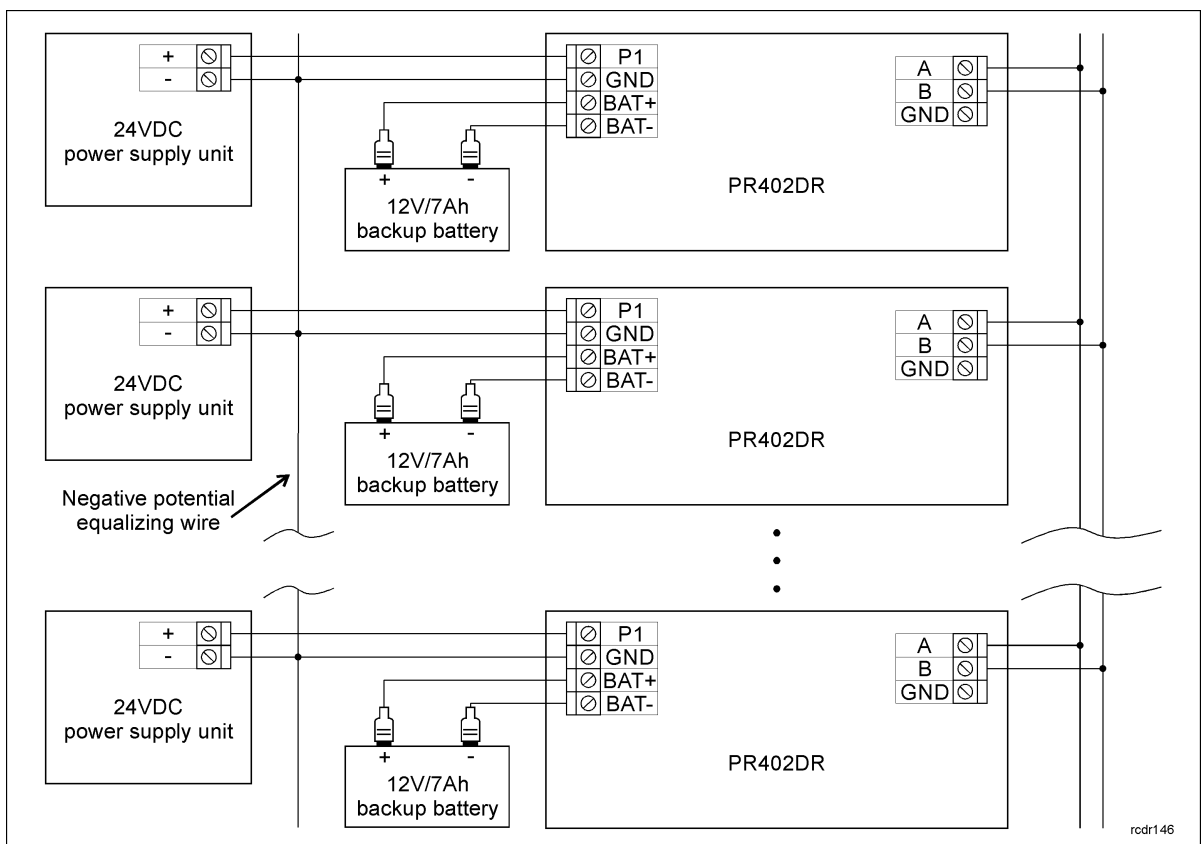 +
-
24VDC
power supply unit
P1
GND
BAT+
BAT-
+ -
12V/7Ah
backup battery
PR402DR
A
B
GND
+
-
24VDC
power supply unit
P1
GND
BAT+
BAT-
+ -
12V/7Ah
backup battery
PR402DR
A
B
GND
Negative potential
equalizing wire
+
-
24VDC
power supply unit
P1
GND
BAT+
BAT-
+ -
12V/7Ah
backup battery
PR402DR
A
B
GND
rcdr146